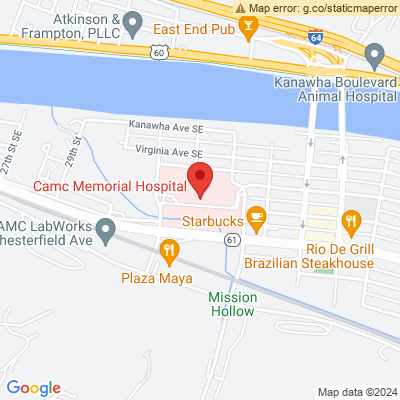 Map error: g.co/staticmaperror
Atkinson &
Frampton, PLLC
East End Pub
64
60
Kanawha Boulevard
Animal Hospital
Kanawha Ave SE
27th St SE
29th St
Virginia Ave SE
Camc Memorial Hospital
Starbucks
AMC LabWorks
hesterfield Ave
61
Rio De Grill
Brazilian Steakhouse
Plaza Maya
Mission
Hollow
Google
Map data ©2024